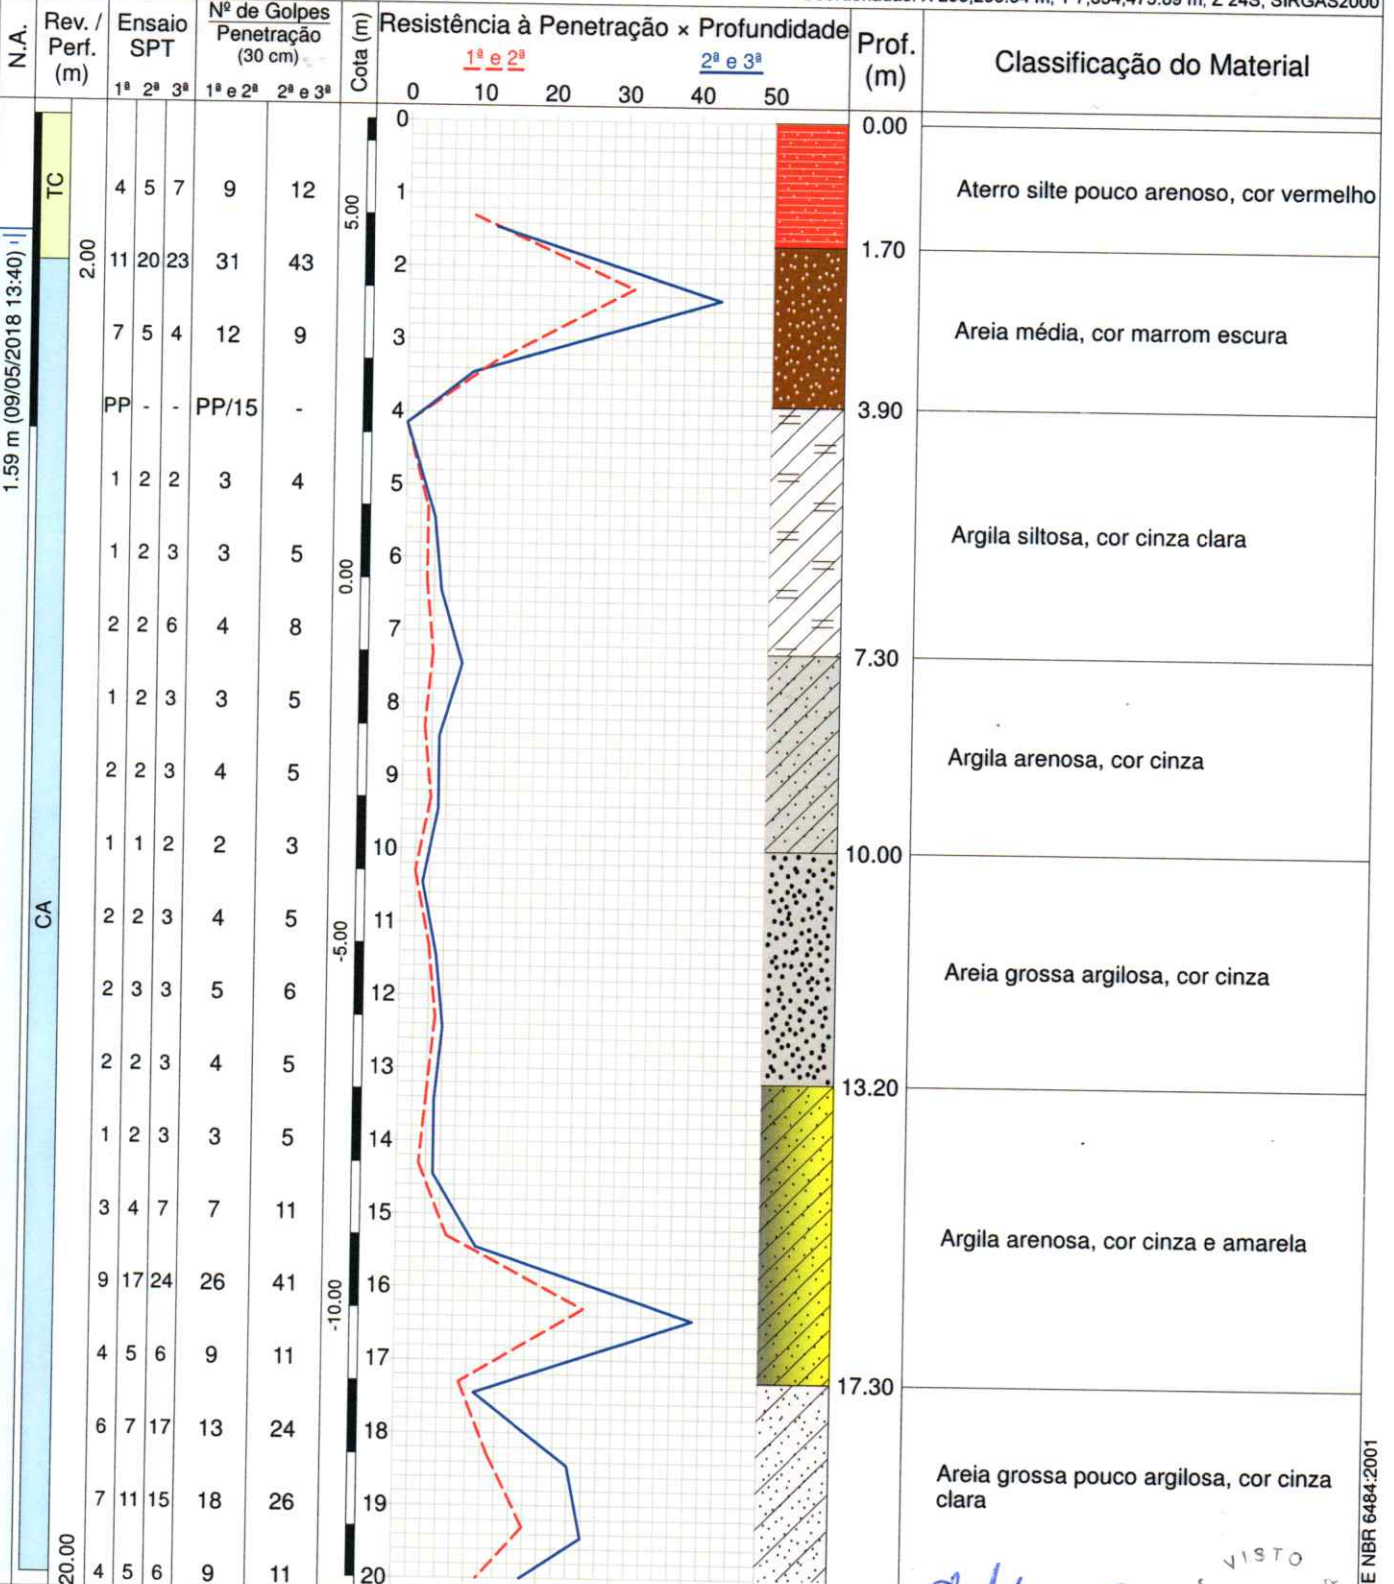 N.A.
Rev. / Perf. (m)
Ensaio SPT
1ª 2ª 3ª
Nº de Golpes
Penetração
(30 cm)
1ª e 2ª 2ª e 3ª
Cota (m)
Resistência à Penetração × Profundidade
1ª e 2ª 2ª e 3ª
0 10 20 30 40 50
Prof. (m)
Classificação do Material
1.59 m (09/05/2018 13:40)
TC
2.00
CA
20.00
4 5 7 9 12
11 20 23 31 43
7 5 4 12 9
PP - - PP/15 -
1 2 2 3 4
1 2 3 3 5
2 2 6 4 8
1 2 3 3 5
2 2 3 4 5
1 1 2 2 3
2 2 3 4 5
2 3 3 5 6
2 2 3 4 5
1 2 3 3 5
3 4 7 7 11
9 17 24 26 41
4 5 6 9 11
6 7 17 13 24
7 11 15 18 26
4 5 6 9 11
5.00
0.00
-5.00
-10.00
0
1
2
3
4
5
6
7
8
9
10
11
12
13
14
15
16
17
18
19
20
0.00
Aterro silte pouco arenoso, cor vermelho
1.70
Areia média, cor marrom escura
3.90
Argila siltosa, cor cinza clara
7.30
Argila arenosa, cor cinza
10.00
Areia grossa argilosa, cor cinza
13.20
Argila arenosa, cor cinza e amarela
17.30
Areia grossa pouco argilosa, cor cinza
clara
VISTO
E NBR 6484:2001